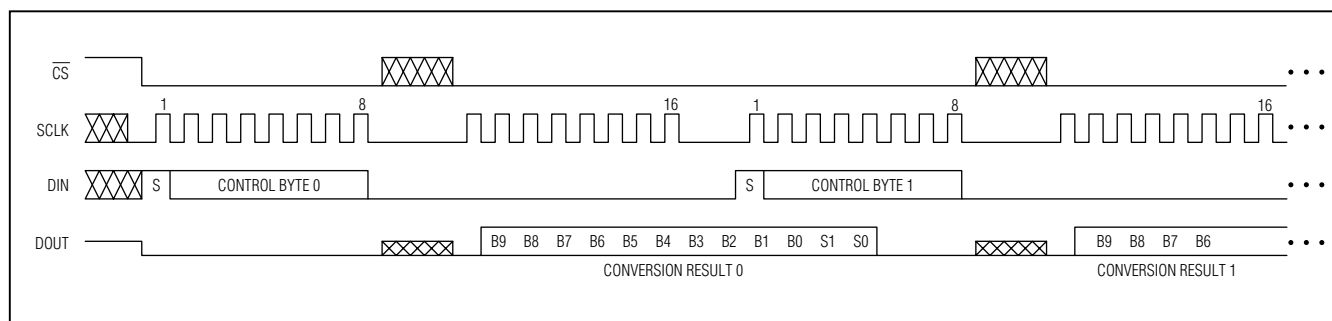 CS
1 8 16 1 8 16
SCLK
DIN S CONTROL BYTE 0 S CONTROL BYTE 1
DOUT B9 B8 B7 B6 B5 B4 B3 B2 B1 B0 S1 S0 B9 B8 B7 B6
CONVERSION RESULT 0 CONVERSION RESULT 1